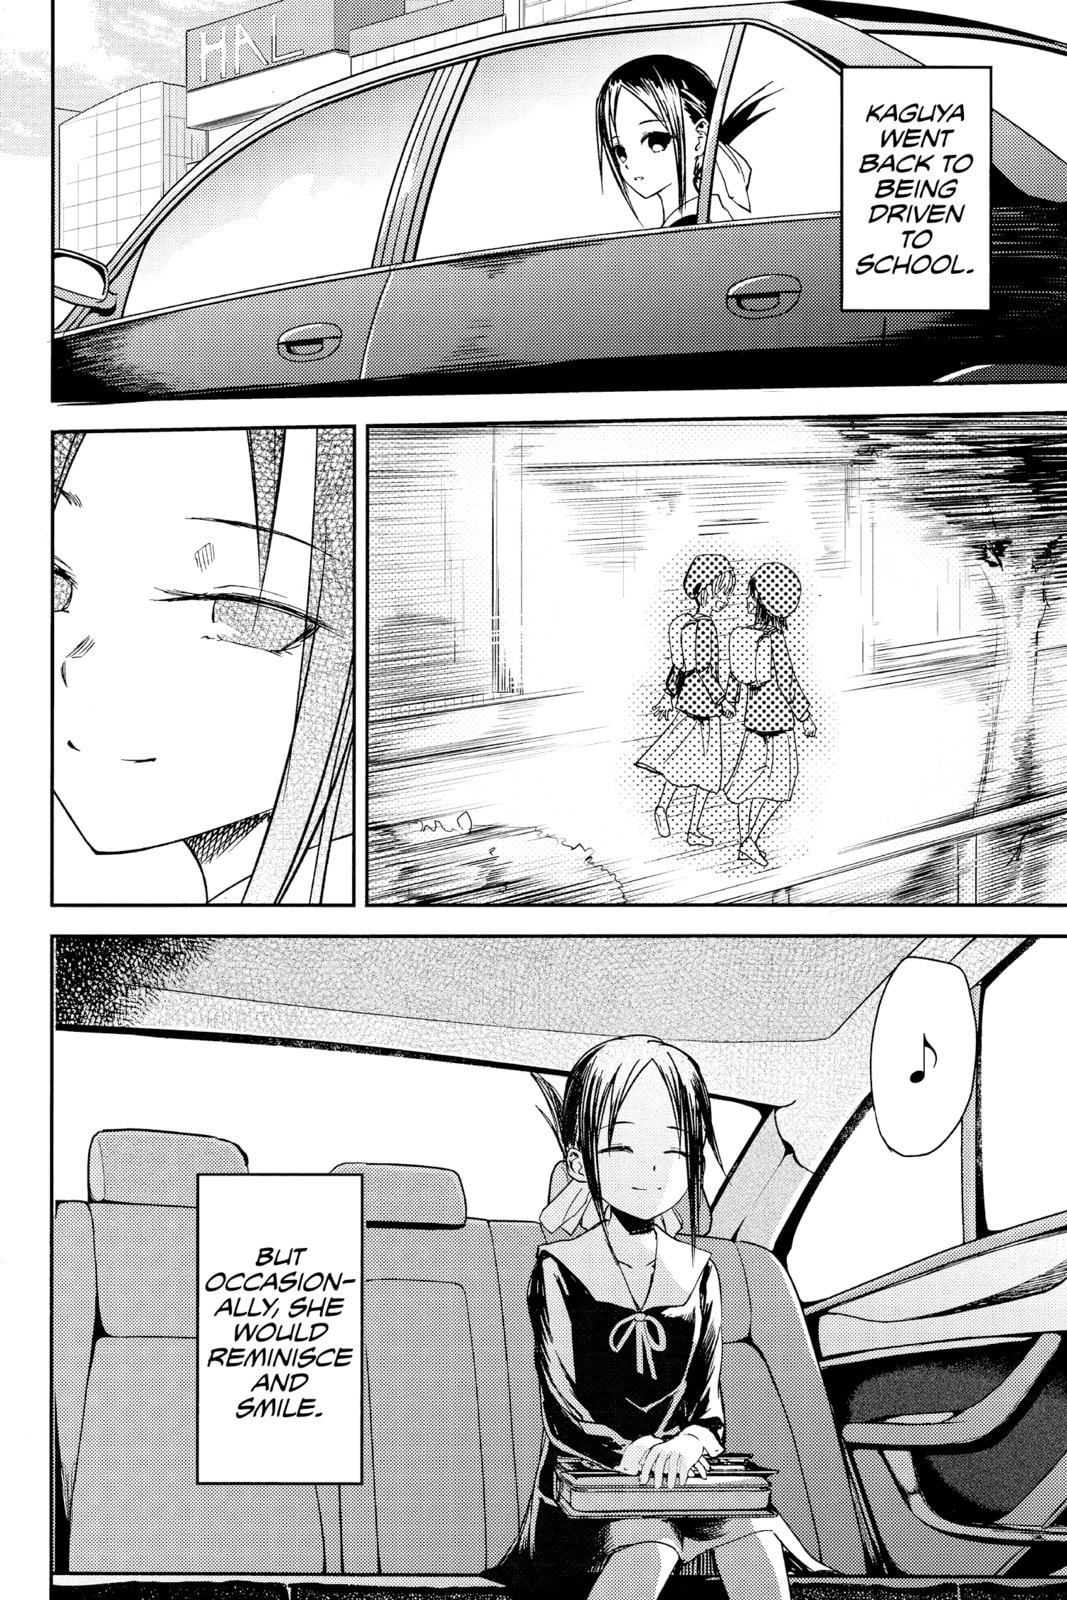 HAL
KAGUYA
WENT
BACK TO
BEING
DRIVEN
TO
SCHOOL.
♪
BUT
OCCASION-
ALLY, SHE
WOULD
REMINISCE
AND
SMILE.